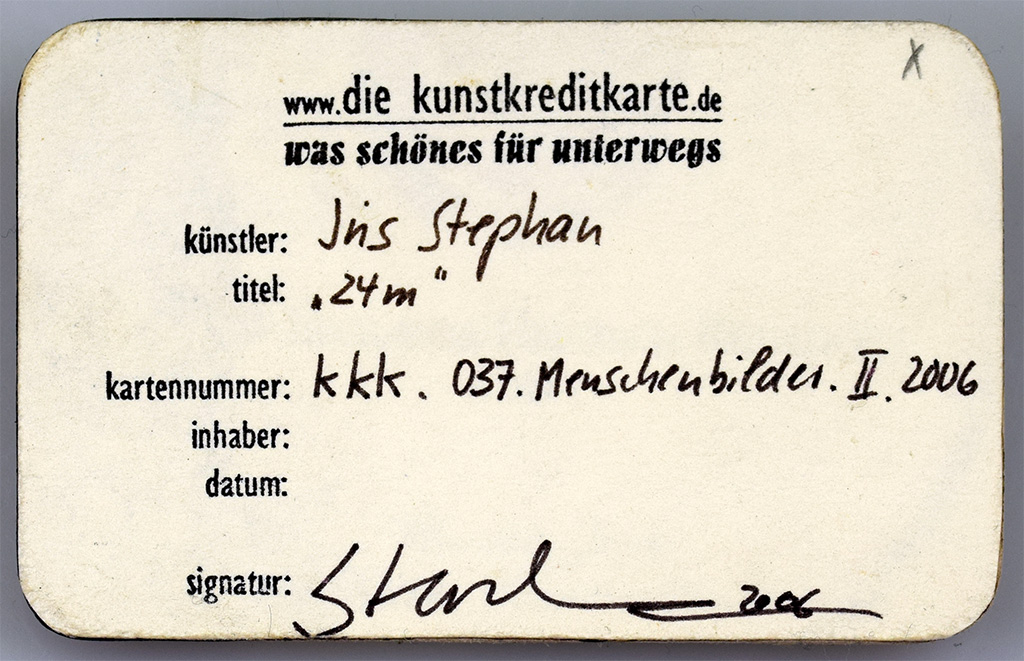 x
www.die kunstkreditkarte.de
was schönes für unterwegs
künstler: Iris Stephan
titel: „24m“
kartennummer: kkk. 037. Menschenbilder. II. 2006
inhaber:
datum:
signatur: 2006